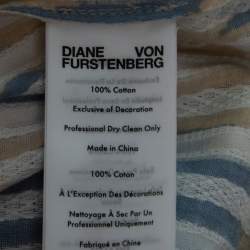 DIANE VON
FURSTENBERG
100% Cotton
Exclusive of Decoration
Professional Dry Clean Only
Made in China
100% Coton
À L'Exception Des Décorations
Nettoyage À Sec Par Un
Professionnel Uniquement
Fabriqué en Chine